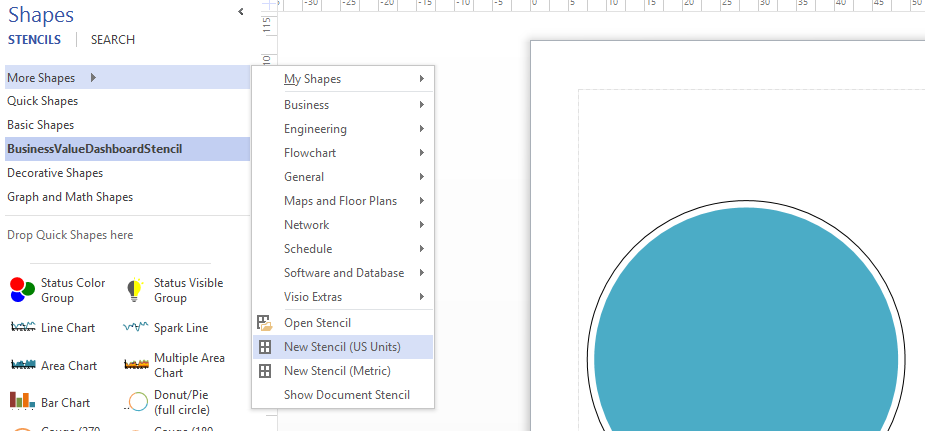 Shapes
STENCILS
SEARCH
More Shapes
Quick Shapes
Basic Shapes
BusinessValueDashboardStencil
Decorative Shapes
Graph and Math Shapes
Drop Quick Shapes here
Status Color
Group
Status Visible
Group
Line Chart
Spark Line
Area Chart
Multiple Area
Chart
Bar Chart
Donut/Pie
(full circle)
My Shapes
Business
Engineering
Flowchart
General
Maps and Floor Plans
Network
Schedule
Software and Database
Visio Extras
Open Stencil
New Stencil (US Units)
New Stencil (Metric)
Show Document Stencil
-30 -25 -20 -15 -10 -5 0 5 10 15 20 25 30 35 40 45 50
115